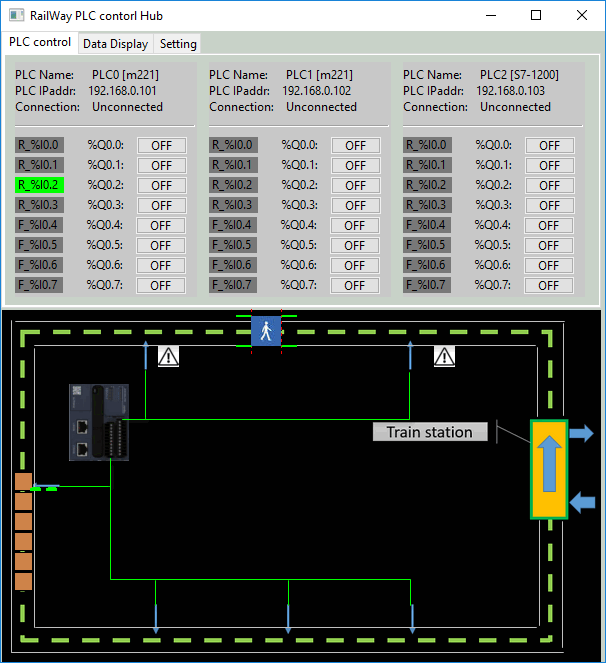 RailWay PLC contorl Hub
PLC control Data Display Setting
PLC Name: PLC0 [m221] PLC Name: PLC1 [m221] PLC Name: PLC2 [S7-1200]
PLC IPaddr: 192.168.0.101 PLC IPaddr: 192.168.0.102 PLC IPaddr: 192.168.0.103
Connection: Unconnected Connection: Unconnected Connection: Unconnected
R_%I0.0 %Q0.0: OFF R_%I0.0 %Q0.0: OFF R_%I0.0 %Q0.0: OFF
R_%I0.1 %Q0.1: OFF R_%I0.1 %Q0.1: OFF R_%I0.1 %Q0.1: OFF
R_%I0.2 %Q0.2: OFF R_%I0.2 %Q0.2: OFF R_%I0.2 %Q0.2: OFF
R_%I0.3 %Q0.3: OFF R_%I0.3 %Q0.3: OFF R_%I0.3 %Q0.3: OFF
F_%I0.4 %Q0.4: OFF F_%I0.4 %Q0.4: OFF F_%I0.4 %Q0.4: OFF
F_%I0.5 %Q0.5: OFF F_%I0.5 %Q0.5: OFF F_%I0.5 %Q0.5: OFF
F_%I0.6 %Q0.6: OFF F_%I0.6 %Q0.6: OFF F_%I0.6 %Q0.6: OFF
F_%I0.7 %Q0.7: OFF F_%I0.7 %Q0.7: OFF F_%I0.7 %Q0.7: OFF
Train station